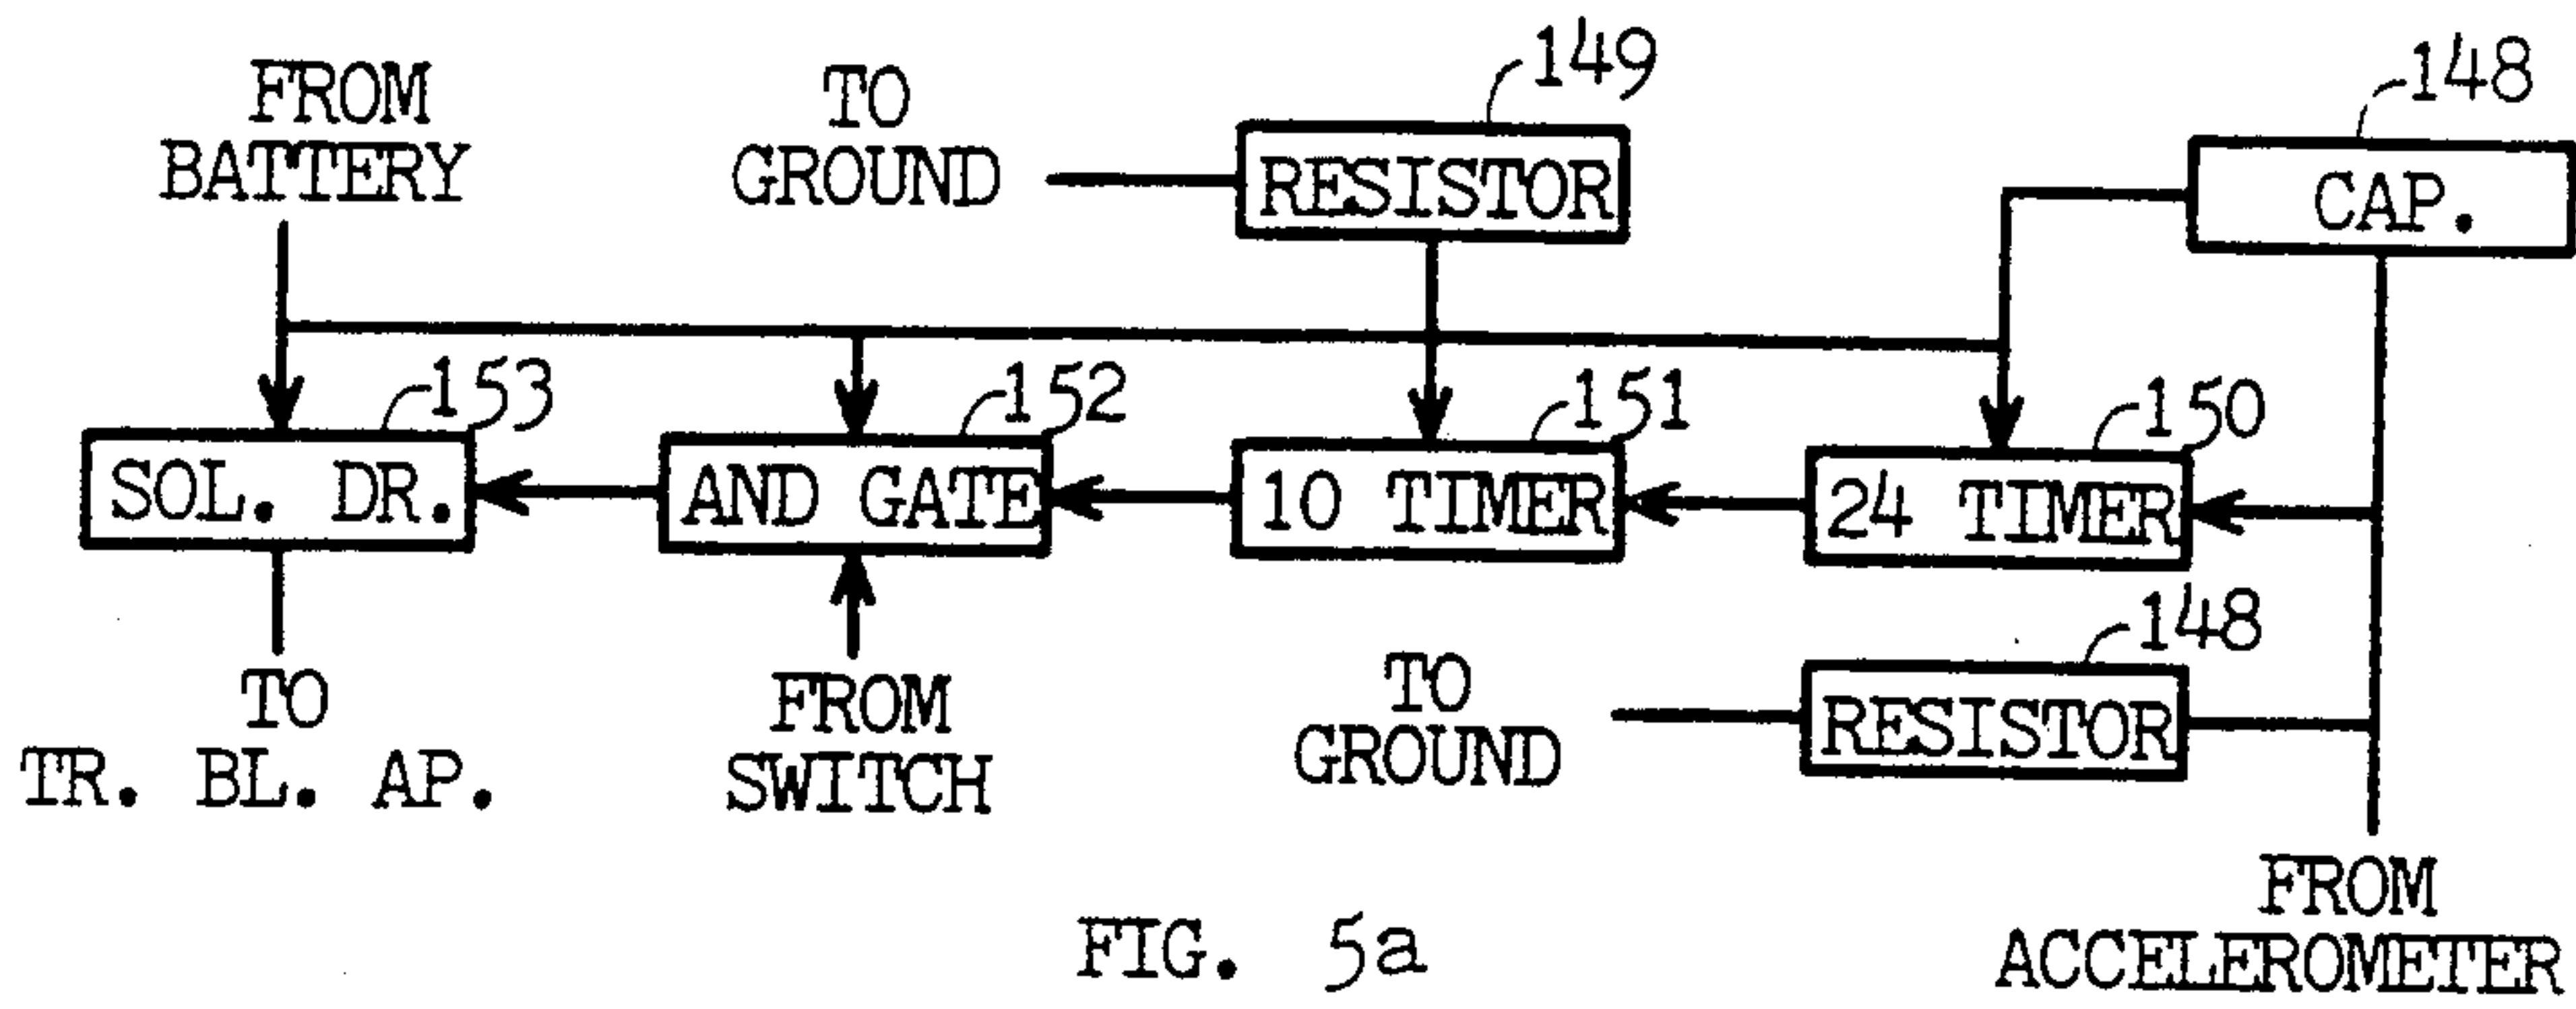 FROM
BATTERY
TO
GROUND
149
RESISTOR
148
CAP.
153
SOL. DR.
152
AND GATE
151
10 TIMER
150
24 TIMER
148
RESISTOR
TO
GROUND
TO
TR. BL. AP.
FROM
SWITCH
FROM
ACCELEROMETER
FIG. 5a